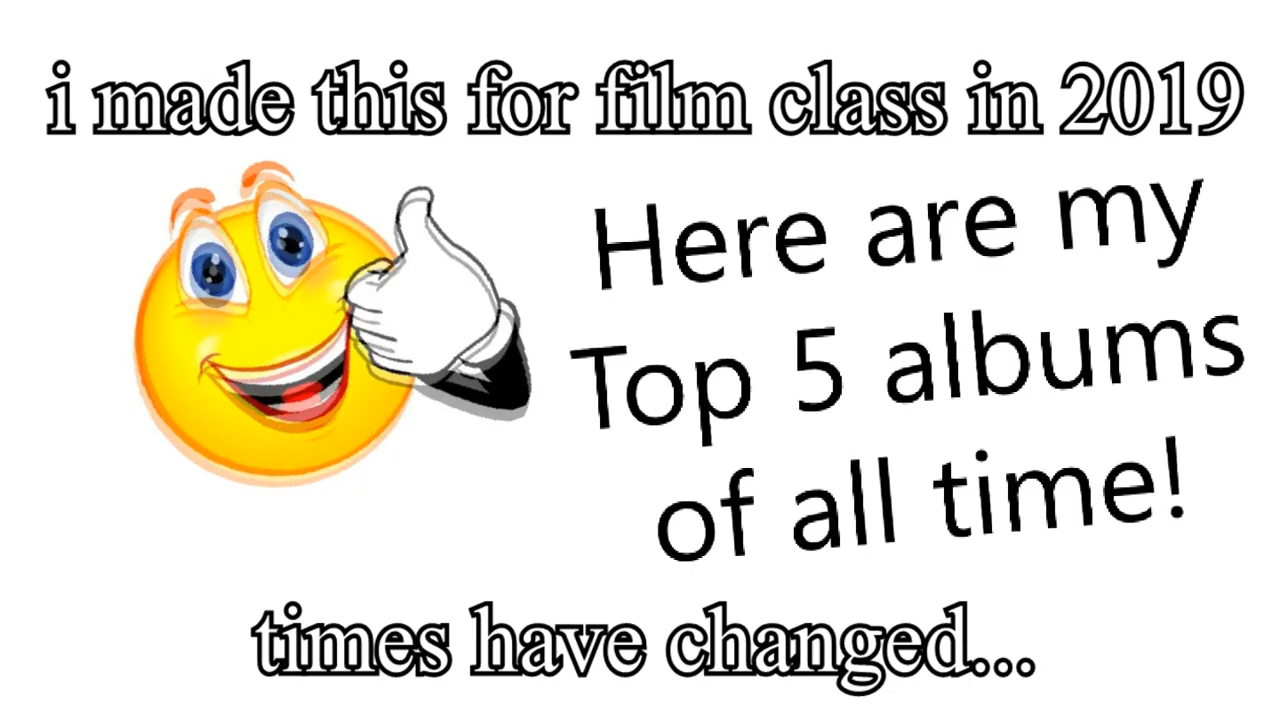 i made this for film class in 2019
Here are my
Top 5 albums
of all time!
times have changed...